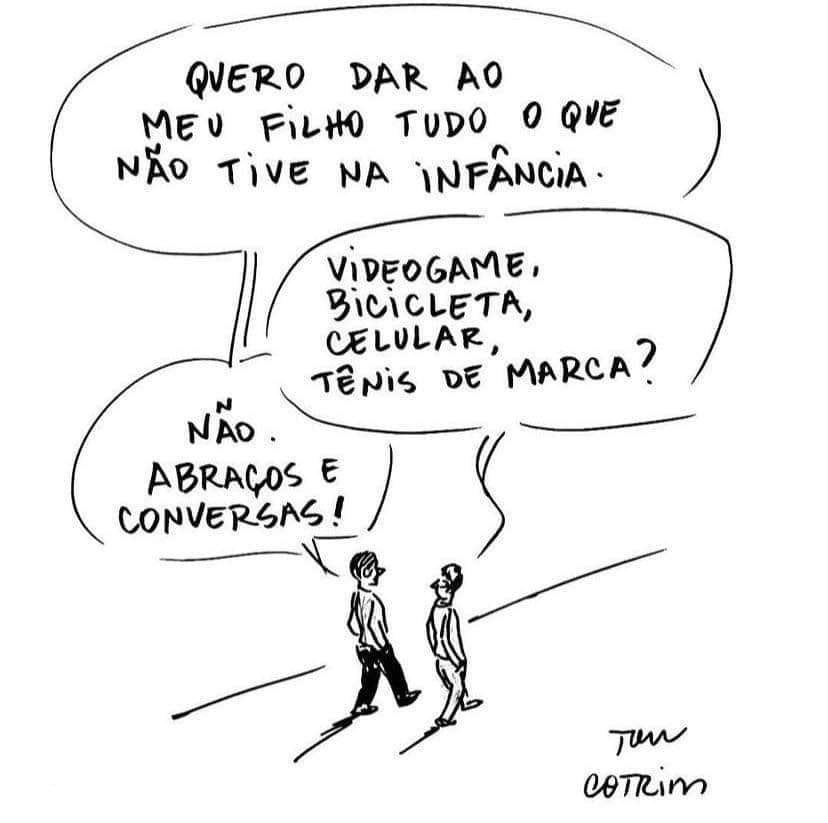 QUERO DAR AO
MEU FILHO TUDO O QUE
NÃO TIVE NA INFÂNCIA.
VIDEOGAME,
BICICLETA,
CELULAR,
TÊNIS DE MARCA?
NÃO.
ABRAÇOS E
CONVERSAS!
COTRIM